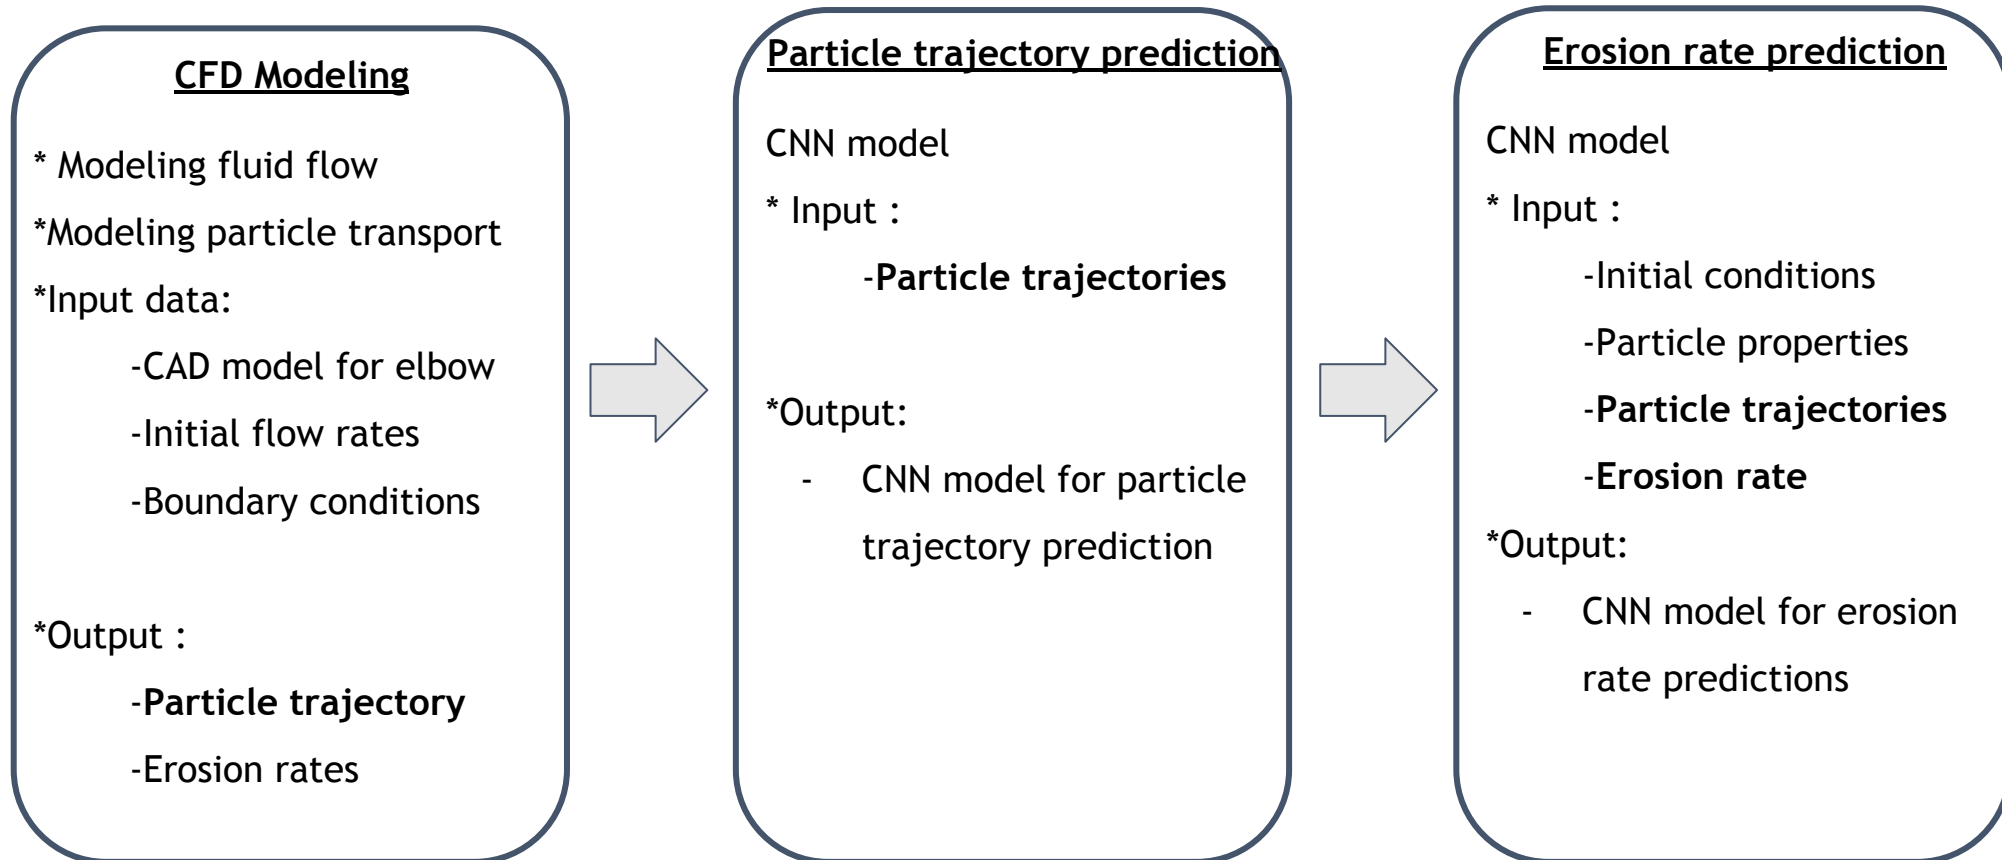 CFD Modeling
* Modeling fluid flow
*Modeling particle transport
*Input data:
-CAD model for elbow
-Initial flow rates
-Boundary conditions
*Output :
-Particle trajectory
-Erosion rates
Particle trajectory prediction
CNN model
* Input :
-Particle trajectories
*Output:
- CNN model for particle
trajectory prediction
Erosion rate prediction
CNN model
* Input :
-Initial conditions
-Particle properties
-Particle trajectories
-Erosion rate
*Output:
- CNN model for erosion
rate predictions